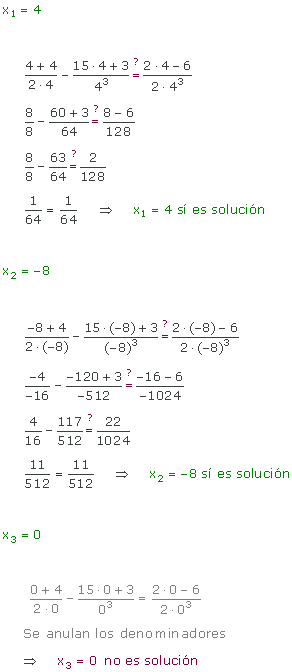 x₁ = 4
(4 + 4)/(2 · 4) − (15 · 4 + 3)/4³ =? (2 · 4 − 6)/(2 · 4³)
8/8 − (60 + 3)/64 =? (8 − 6)/128
8/8 − 63/64 =? 2/128
1/64 = 1/64 ⇒ x₁ = 4 sí es solución
x₂ = −8
(−8 + 4)/(2 · (−8)) − (15 · (−8) + 3)/(−8)³ =? (2 · (−8) − 6)/(2 · (−8)³)
−4/−16 − (−120 + 3)/−512 =? (−16 − 6)/−1024
4/16 − 117/512 =? 22/1024
11/512 = 11/512 ⇒ x₂ = −8 sí es solución
x₃ = 0
(0 + 4)/(2 · 0) − (15 · 0 + 3)/0³ = (2 · 0 − 6)/(2 · 0³)
Se anulan los denominadores
⇒ x₃ = 0 no es solución